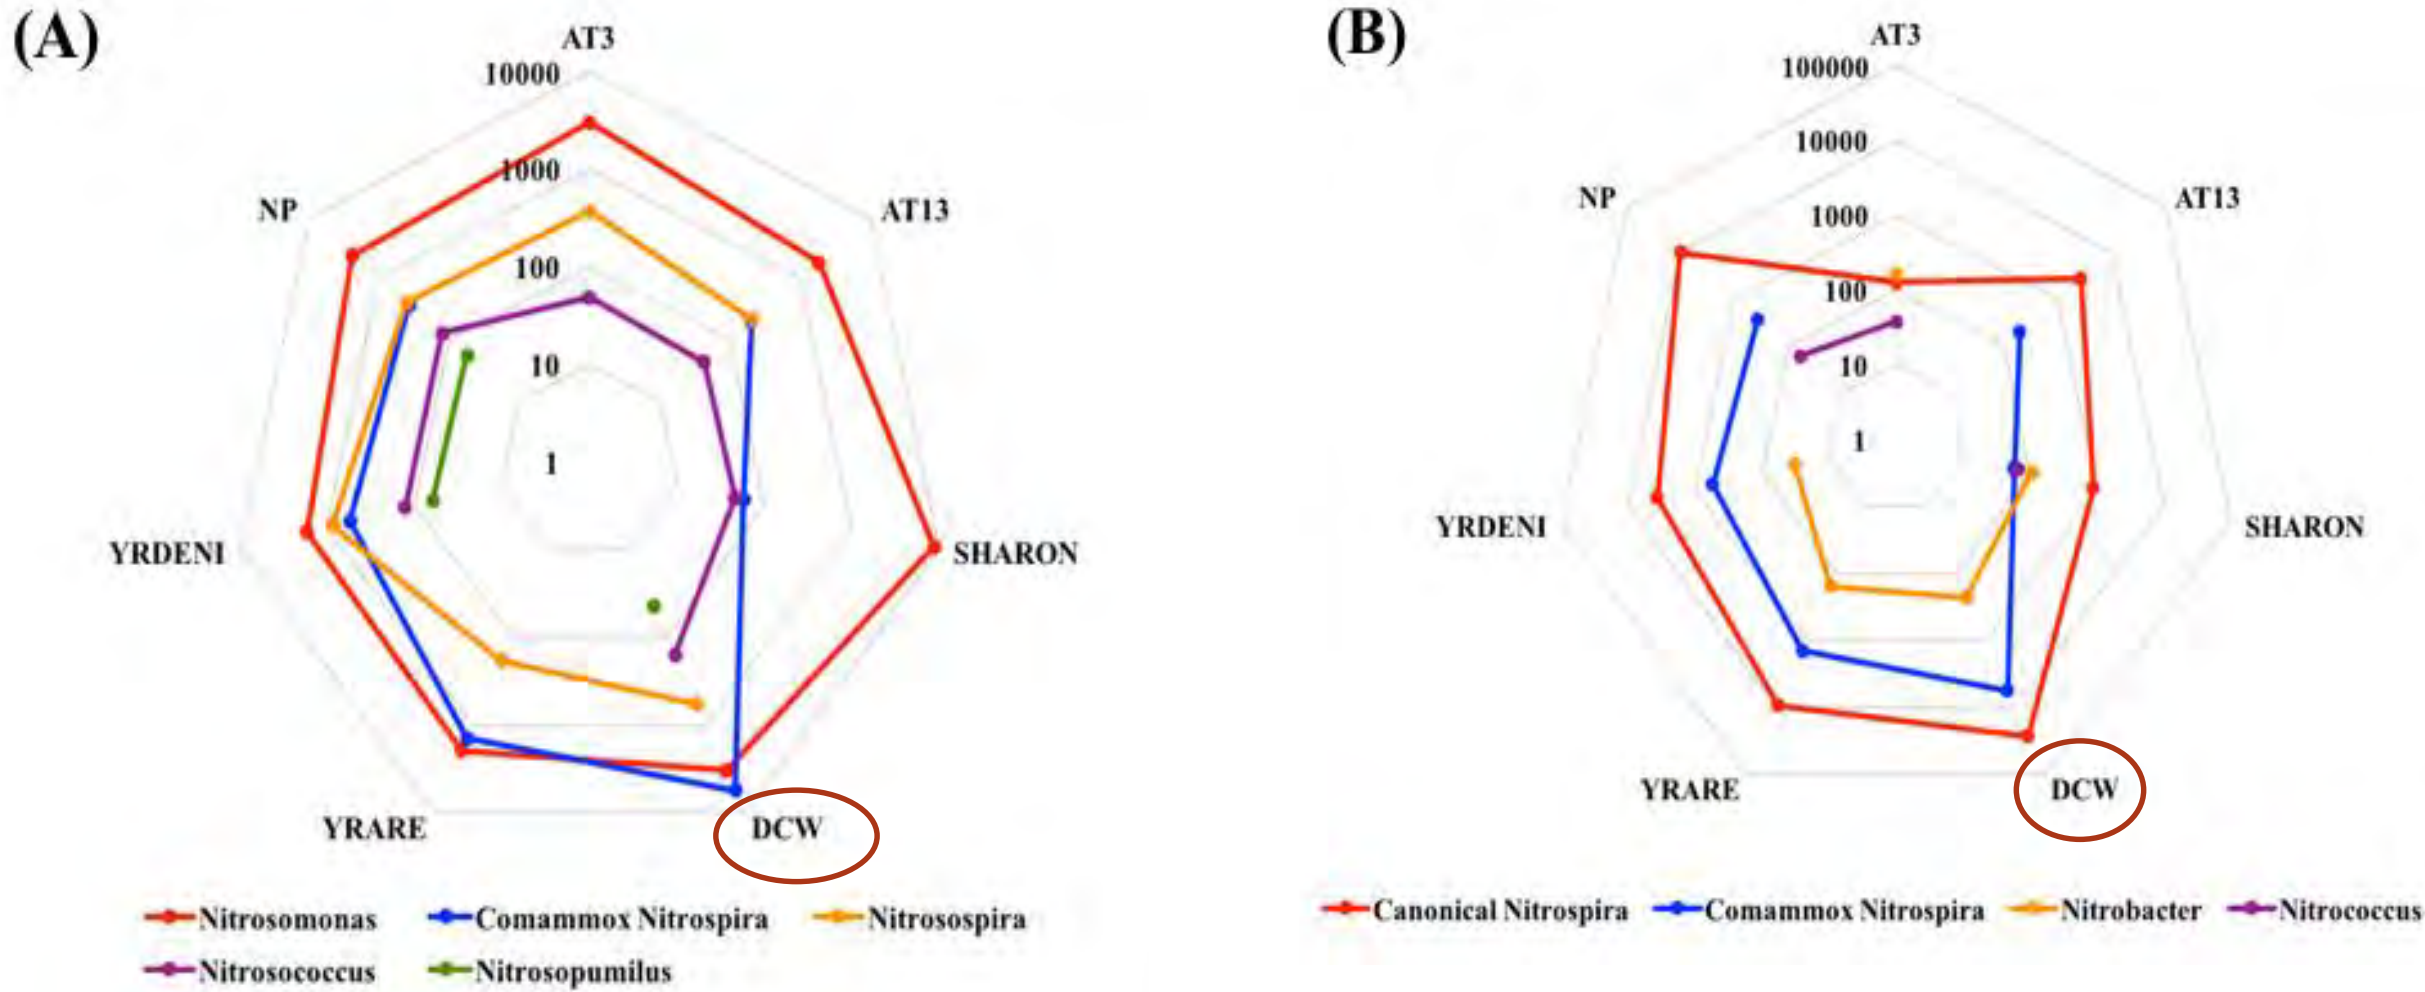 (A)
AT3
10000
1000
100
10
1
NP
AT13
YRDENI
SHARON
YRARE
DCW
Nitrosomonas Comammox Nitrospira Nitrosospira
Nitrosococcus Nitrosopumilus
(B)
AT3
100000
10000
1000
100
10
1
NP
AT13
YRDENI
SHARON
YRARE
DCW
Canonical Nitrospira Comammox Nitrospira Nitrobacter Nitrococcus